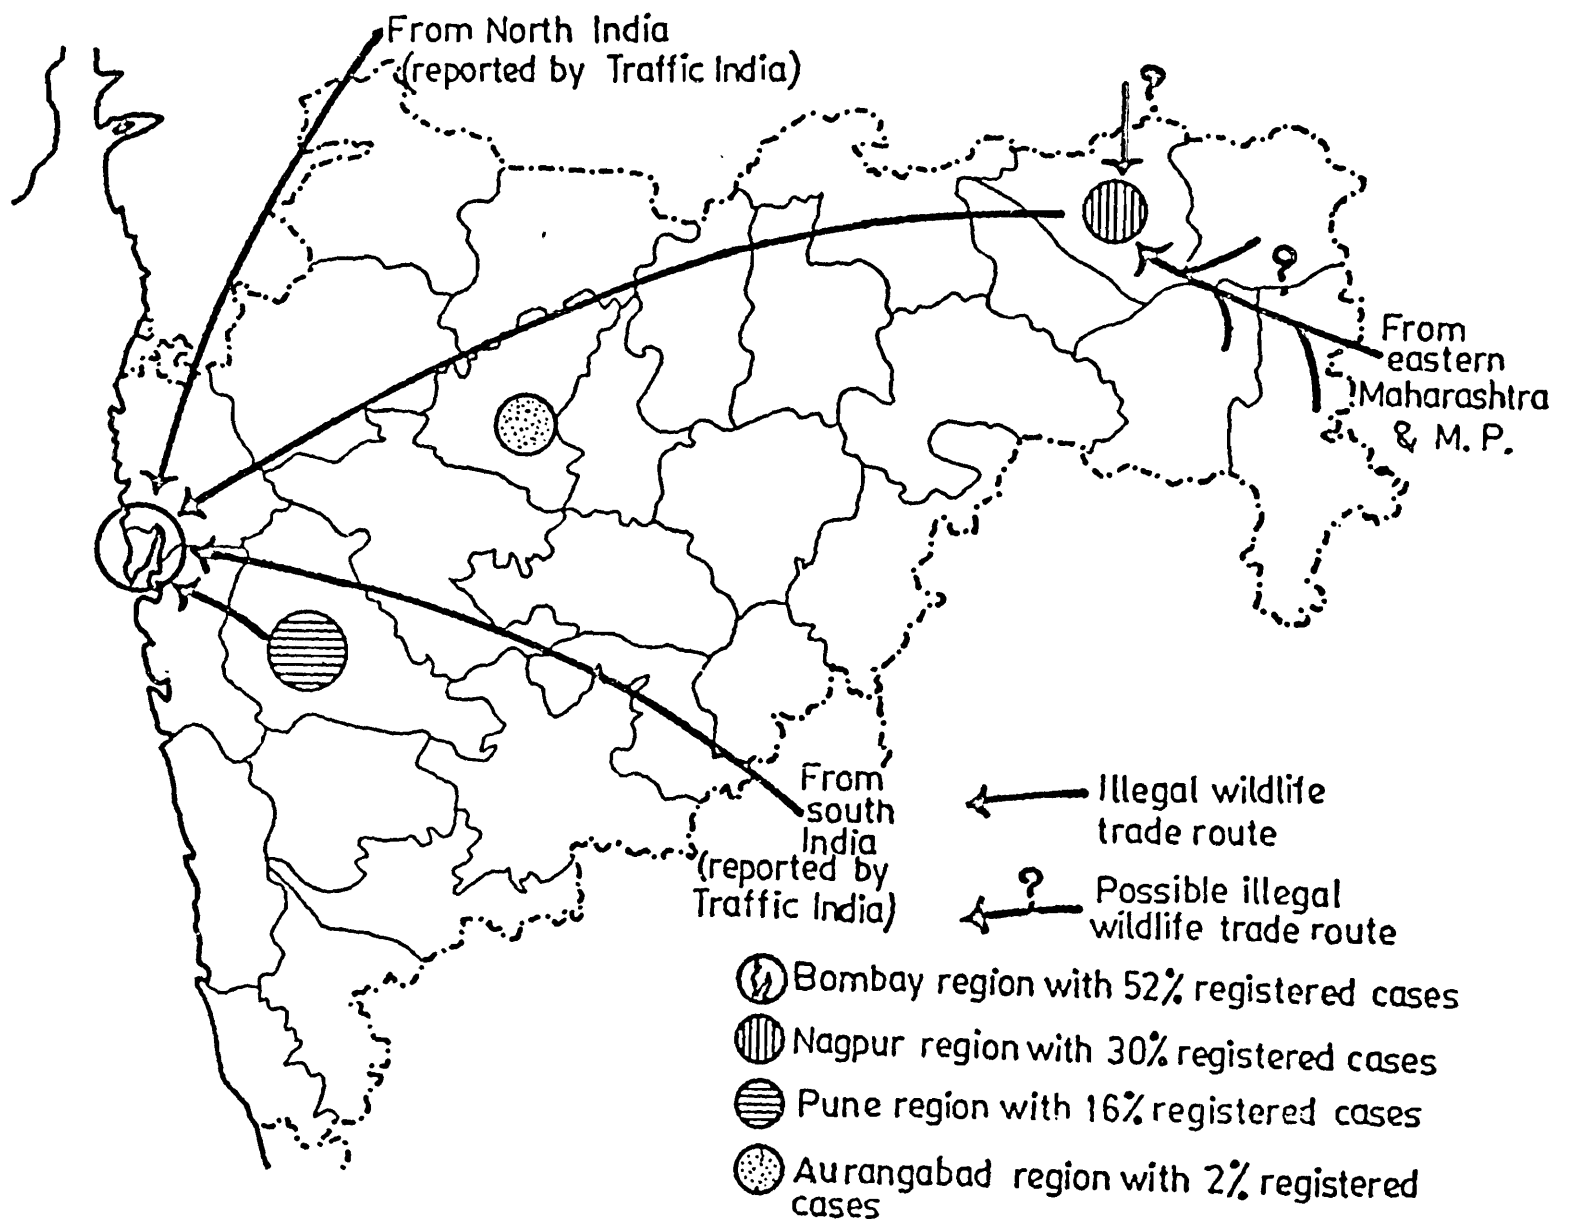 From North India
(reported by Traffic India)
?
?
From
eastern
Maharashtra
& M. P.
From
south
India
(reported by
Traffic India)
Illegal wildlife
trade route
?
Possible illegal
wildlife trade route
Bombay region with 52% registered cases
Nagpur region with 30% registered cases
Pune region with 16% registered cases
Aurangabad region with 2% registered
cases